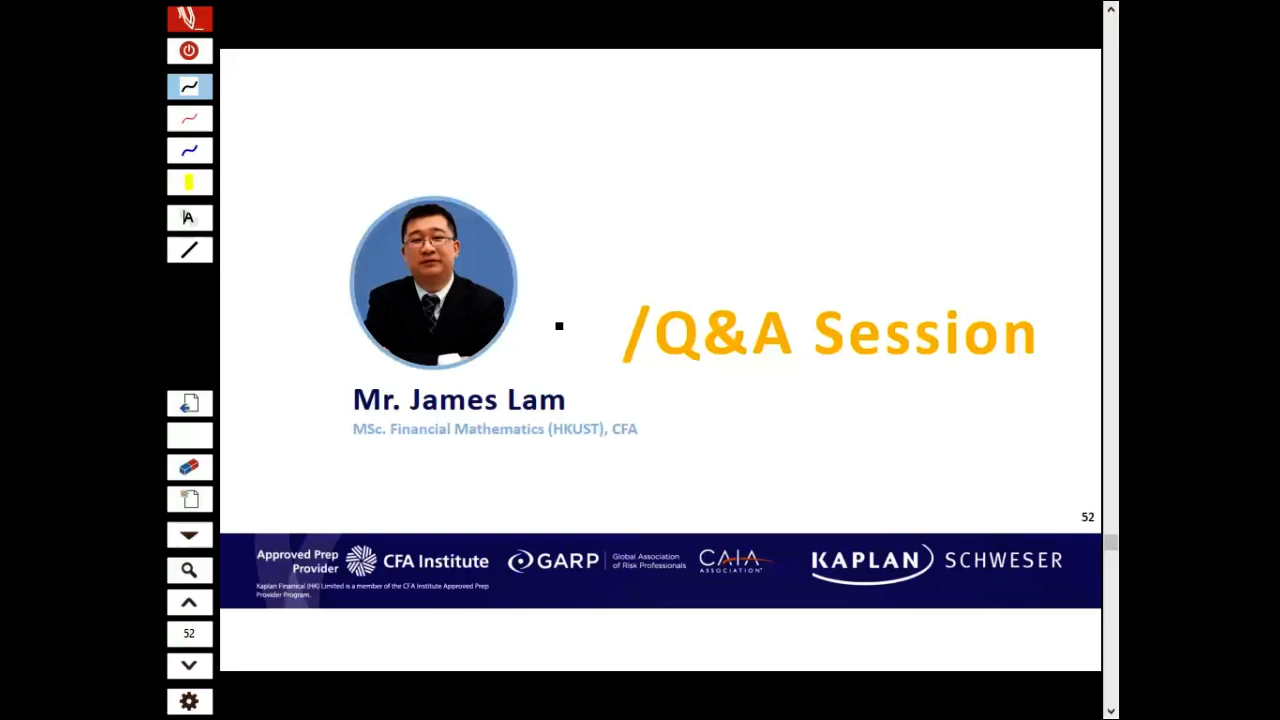 /Q&A Session
Mr. James Lam
MSc. Financial Mathematics (HKUST), CFA
52
Approved Prep
Provider
CFA Institute
Kaplan Finamical (HK) Limited is a member of the CFA Institute Approved Prep
Provider Program.
GARP
Global Association
of Risk Professionals
CAIA
ASSOCIATION
KAPLAN SCHWESER
A
52